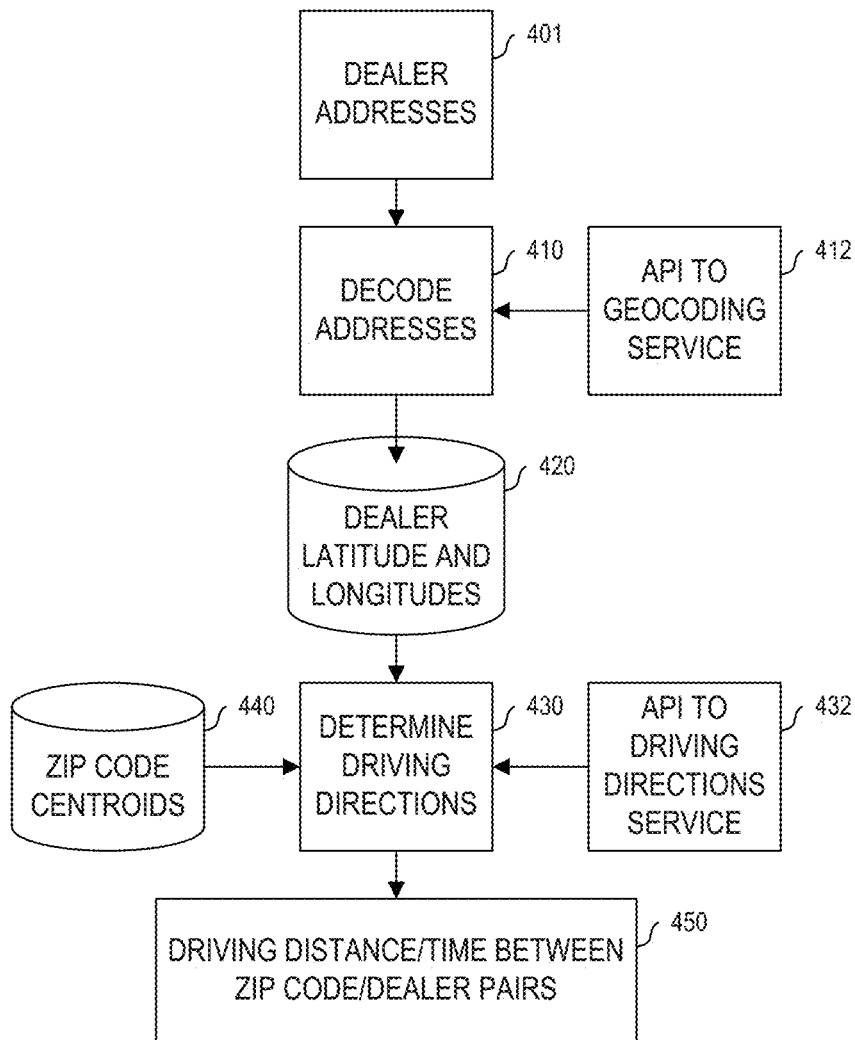 401
DEALER
ADDRESSES
410
DECODE
ADDRESSES
412
API TO
GEOCODING
SERVICE
420
DEALER
LATITUDE AND
LONGITUDES
440
ZIP CODE
CENTROIDS
430
DETERMINE
DRIVING
DIRECTIONS
432
API TO
DRIVING
DIRECTIONS
SERVICE
450
DRIVING DISTANCE/TIME BETWEEN
ZIP CODE/DEALER PAIRS